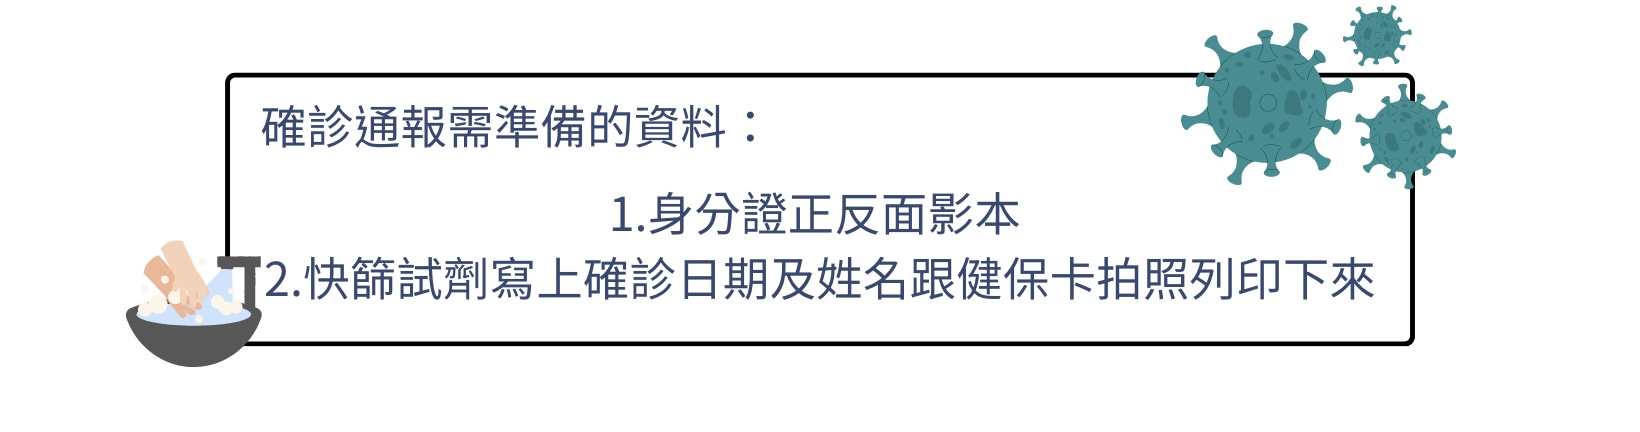 確診通報需準備的資料：
1.身分證正反面影本
2.快篩試劑寫上確診日期及姓名跟健保卡拍照列印下來